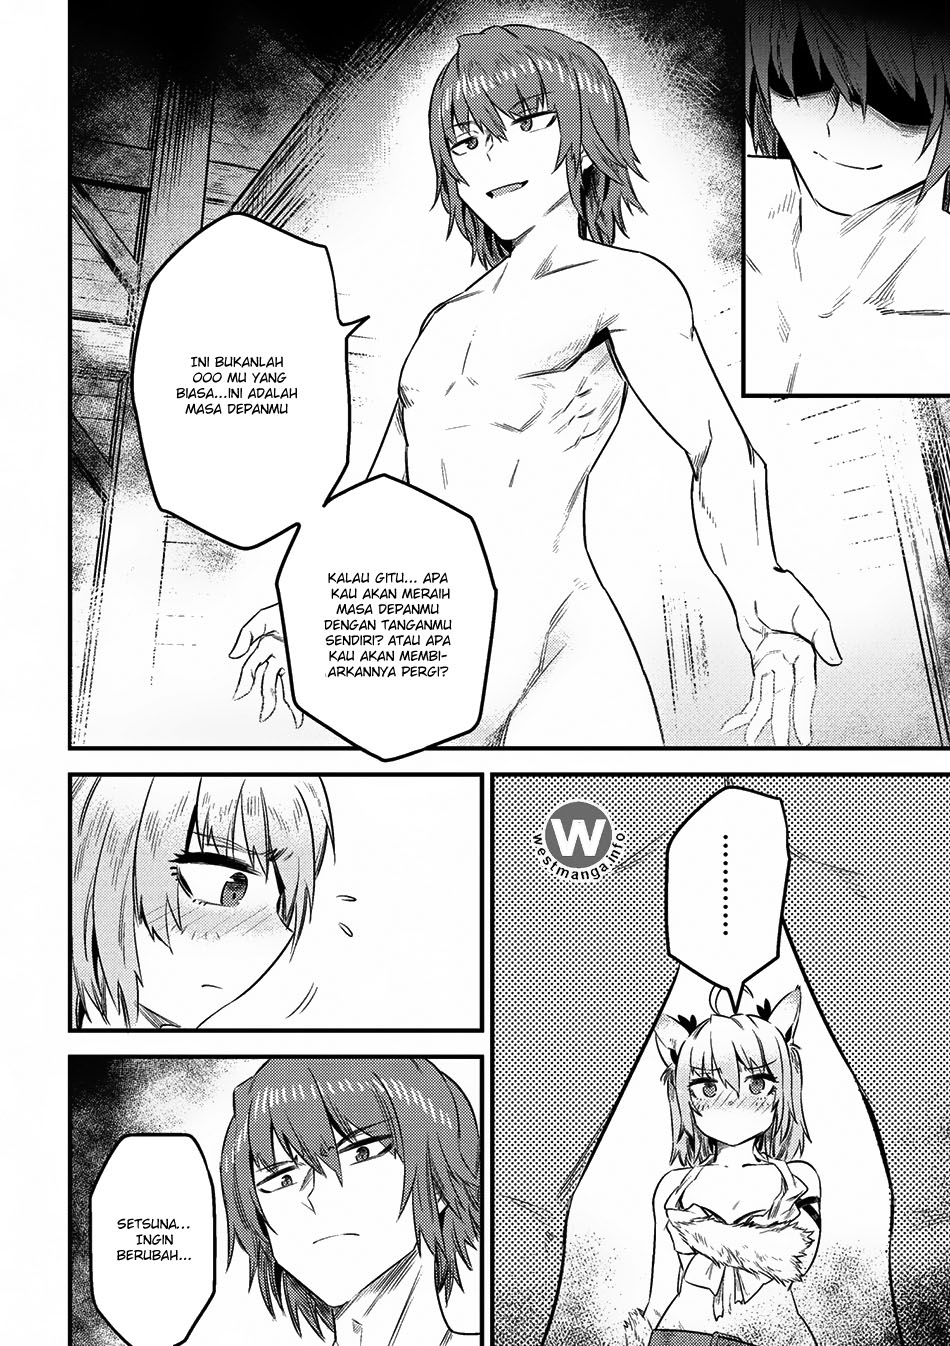 INI BUKANLAH
OOO MU YANG
BIASA...INI ADALAH
MASA DEPANMU
KALAU GITU... APA
KAU AKAN MERAIH
MASA DEPANMU
DENGAN TANGANMU
SENDIRI? ATAU APA
KAU AKAN MEMBI-
ARKANNYA PERGI?
.........
W
westmanga.info
SETSUNA...
INGIN
BERUBAH...